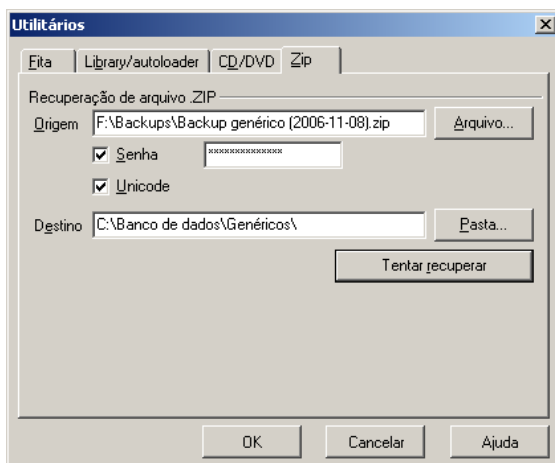 Utilitários
Fita Library/autoloader CD/DVD Zip
Recuperação de arquivo .ZIP
Origem F:\Backups\Backup genérico (2006-11-08).zip Arquivo...
Senha xxxxxxxxxxxxxx
Unicode
Destino C:\Banco de dados\Genéricos\ Pasta...
Tentar recuperar
OK Cancelar Ajuda